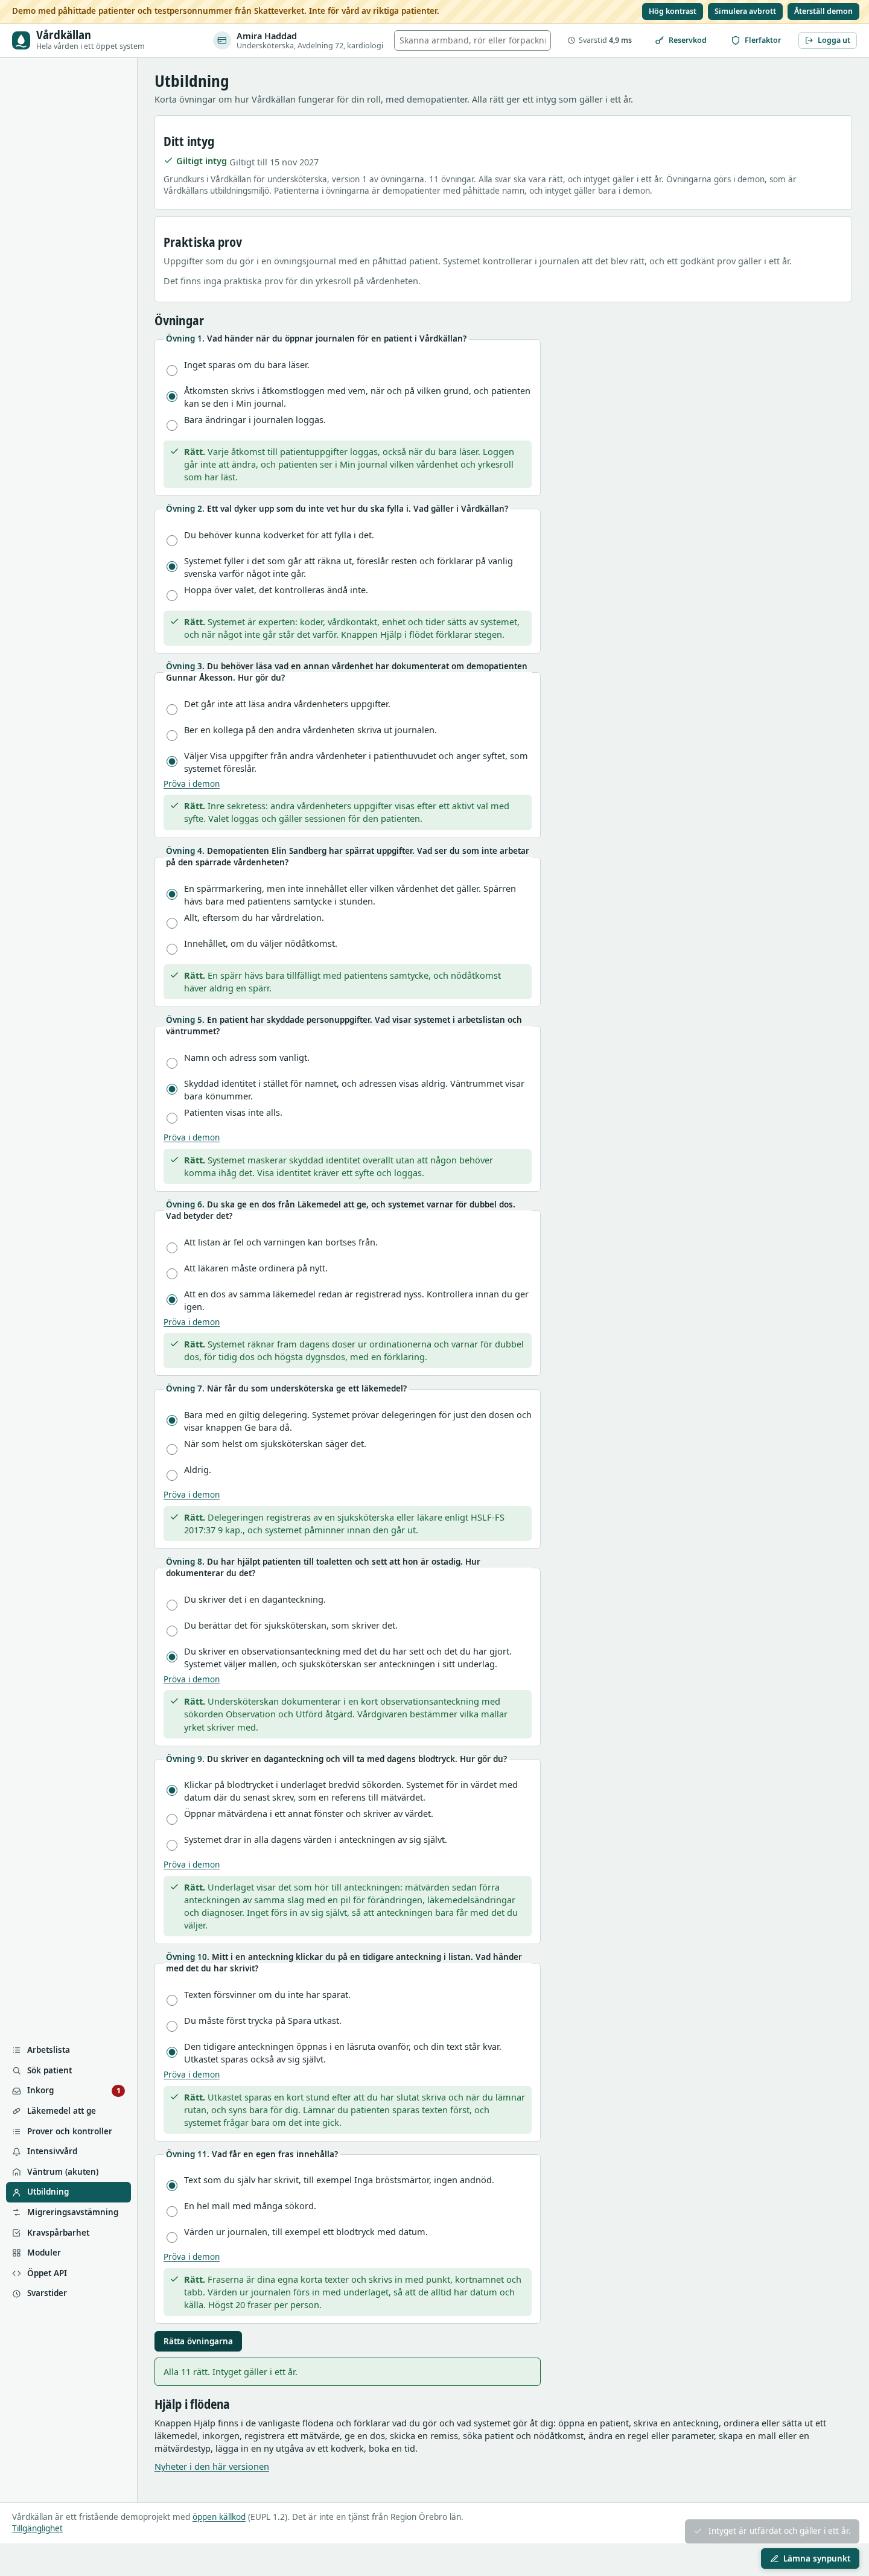 Demo med påhittade patienter och testpersonnummer från Skatteverket. Inte för vård av riktiga patienter.
Hög kontrast
Simulera avbrott
Återställ demon
Vårdkällan
Hela vården i ett öppet system
Amira Haddad
Undersköterska, Avdelning 72, kardiologi
Skanna armband, rör eller förpackni
Svarstid 4,9 ms
Reservkod
Flerfaktor
Logga ut
Utbildning
Korta övningar om hur Vårdkällan fungerar för din roll, med demopatienter. Alla rätt ger ett intyg som gäller i ett år.
Ditt intyg
Giltigt intyg Giltigt till 15 nov 2027
Grundkurs i Vårdkällan för undersköterska, version 1 av övningarna. 11 övningar. Alla svar ska vara rätt, och intyget gäller i ett år. Övningarna görs i demon, som är
Vårdkällans utbildningsmiljö. Patienterna i övningarna är demopatienter med påhittade namn, och intyget gäller bara i demon.
Praktiska prov
Uppgifter som du gör i en övningsjournal med en påhittad patient. Systemet kontrollerar i journalen att det blev rätt, och ett godkänt prov gäller i ett år.
Det finns inga praktiska prov för din yrkesroll på vårdenheten.
Övningar
Övning 1. Vad händer när du öppnar journalen för en patient i Vårdkällan?
Inget sparas om du bara läser.
Åtkomsten skrivs i åtkomstloggen med vem, när och på vilken grund, och patienten
kan se den i Min journal.
Bara ändringar i journalen loggas.
Rätt. Varje åtkomst till patientuppgifter loggas, också när du bara läser. Loggen
går inte att ändra, och patienten ser i Min journal vilken vårdenhet och yrkesroll
som har läst.
Övning 2. Ett val dyker upp som du inte vet hur du ska fylla i. Vad gäller i Vårdkällan?
Du behöver kunna kodverket för att fylla i det.
Systemet fyller i det som går att räkna ut, föreslår resten och förklarar på vanlig
svenska varför något inte går.
Hoppa över valet, det kontrolleras ändå inte.
Rätt. Systemet är experten: koder, vårdkontakt, enhet och tider sätts av systemet,
och när något inte går står det varför. Knappen Hjälp i flödet förklarar stegen.
Övning 3. Du behöver läsa vad en annan vårdenhet har dokumenterat om demopatienten
Gunnar Åkesson. Hur gör du?
Det går inte att läsa andra vårdenheters uppgifter.
Ber en kollega på den andra vårdenheten skriva ut journalen.
Väljer Visa uppgifter från andra vårdenheter i patienthuvudet och anger syftet, som
systemet föreslår.
Pröva i demon
Rätt. Inre sekretess: andra vårdenheters uppgifter visas efter ett aktivt val med
syfte. Valet loggas och gäller sessionen för den patienten.
Övning 4. Demopatienten Elin Sandberg har spärrat uppgifter. Vad ser du som inte arbetar
på den spärrade vårdenheten?
En spärrmarkering, men inte innehållet eller vilken vårdenhet det gäller. Spärren
hävs bara med patientens samtycke i stunden.
Allt, eftersom du har vårdrelation.
Innehållet, om du väljer nödåtkomst.
Rätt. En spärr hävs bara tillfälligt med patientens samtycke, och nödåtkomst
häver aldrig en spärr.
Övning 5. En patient har skyddade personuppgifter. Vad visar systemet i arbetslistan och
väntrummet?
Namn och adress som vanligt.
Skyddad identitet i stället för namnet, och adressen visas aldrig. Väntrummet visar
bara könummer.
Patienten visas inte alls.
Pröva i demon
Rätt. Systemet maskerar skyddad identitet överallt utan att någon behöver
komma ihåg det. Visa identitet kräver ett syfte och loggas.
Övning 6. Du ska ge en dos från Läkemedel att ge, och systemet varnar för dubbel dos.
Vad betyder det?
Att listan är fel och varningen kan bortses från.
Att läkaren måste ordinera på nytt.
Att en dos av samma läkemedel redan är registrerad nyss. Kontrollera innan du ger
igen.
Pröva i demon
Rätt. Systemet räknar fram dagens doser ur ordinationerna och varnar för dubbel
dos, för tidig dos och högsta dygnsdos, med en förklaring.
Övning 7. När får du som undersköterska ge ett läkemedel?
Bara med en giltig delegering. Systemet prövar delegeringen för just den dosen och
visar knappen Ge bara då.
När som helst om sjuksköterskan säger det.
Aldrig.
Pröva i demon
Rätt. Delegeringen registreras av en sjuksköterska eller läkare enligt HSLF-FS
2017:37 9 kap., och systemet påminner innan den går ut.
Övning 8. Du har hjälpt patienten till toaletten och sett att hon är ostadig. Hur
dokumenterar du det?
Du skriver det i en daganteckning.
Du berättar det för sjuksköterskan, som skriver det.
Du skriver en observationsanteckning med det du har sett och det du har gjort.
Systemet väljer mallen, och sjuksköterskan ser anteckningen i sitt underlag.
Pröva i demon
Rätt. Undersköterskan dokumenterar i en kort observationsanteckning med
sökorden Observation och Utförd åtgärd. Vårdgivaren bestämmer vilka mallar
yrket skriver med.
Övning 9. Du skriver en daganteckning och vill ta med dagens blodtryck. Hur gör du?
Klickar på blodtrycket i underlaget bredvid sökorden. Systemet för in värdet med
datum där du senast skrev, som en referens till mätvärdet.
Öppnar mätvärdena i ett annat fönster och skriver av värdet.
Systemet drar in alla dagens värden i anteckningen av sig självt.
Pröva i demon
Rätt. Underlaget visar det som hör till anteckningen: mätvärden sedan förra
anteckningen av samma slag med en pil för förändringen, läkemedelsändringar
och diagnoser. Inget förs in av sig självt, så att anteckningen bara får med det du
väljer.
Övning 10. Mitt i en anteckning klickar du på en tidigare anteckning i listan. Vad händer
med det du har skrivit?
Texten försvinner om du inte har sparat.
Du måste först trycka på Spara utkast.
Den tidigare anteckningen öppnas i en läsruta ovanför, och din text står kvar.
Utkastet sparas också av sig självt.
Pröva i demon
Rätt. Utkastet sparas en kort stund efter att du har slutat skriva och när du lämnar
rutan, och syns bara för dig. Lämnar du patienten sparas texten först, och
systemet frågar bara om det inte gick.
Övning 11. Vad får en egen fras innehålla?
Text som du själv har skrivit, till exempel Inga bröstsmärtor, ingen andnöd.
En hel mall med många sökord.
Värden ur journalen, till exempel ett blodtryck med datum.
Pröva i demon
Rätt. Fraserna är dina egna korta texter och skrivs in med punkt, kortnamnet och
tabb. Värden ur journalen förs in med underlaget, så att de alltid har datum och
källa. Högst 20 fraser per person.
Rätta övningarna
Alla 11 rätt. Intyget gäller i ett år.
Hjälp i flödena
Knappen Hjälp finns i de vanligaste flödena och förklarar vad du gör och vad systemet gör åt dig: öppna en patient, skriva en anteckning, ordinera eller sätta ut ett
läkemedel, inkorgen, registrera ett mätvärde, ge en dos, skicka en remiss, söka patient och nödåtkomst, ändra en regel eller parameter, skapa en mall eller en
mätvärdestyp, lägga in en ny utgåva av ett kodverk, boka en tid.
Nyheter i den här versionen
Arbetslista
Sök patient
Inkorg 1
Läkemedel att ge
Prover och kontroller
Intensivvård
Väntrum (akuten)
Utbildning
Migreringsavstämning
Kravspårbarhet
Moduler
Öppet API
Svarstider
Vårdkällan är ett fristående demoprojekt med öppen källkod (EUPL 1.2). Det är inte en tjänst från Region Örebro län.
Tillgänglighet
Intyget är utfärdat och gäller i ett år.
Lämna synpunkt